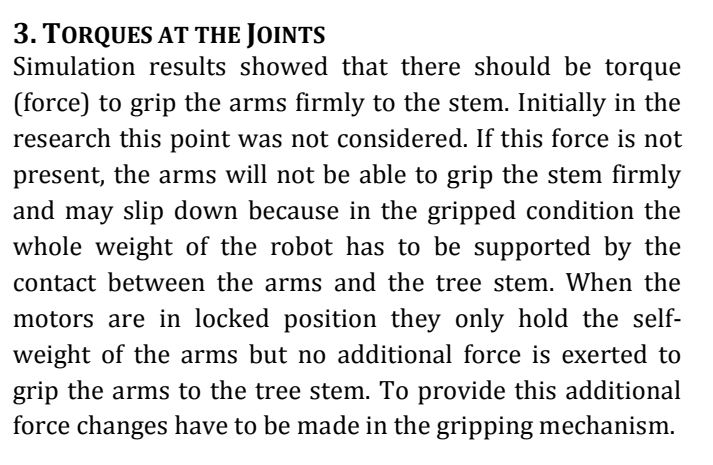 3. TORQUES AT THE JOINTS
Simulation results showed that there should be torque
(force) to grip the arms firmly to the stem. Initially in the
research this point was not considered. If this force is not
present, the arms will not be able to grip the stem firmly
and may slip down because in the gripped condition the
whole weight of the robot has to be supported by the
contact between the arms and the tree stem. When the
motors are in locked position they only hold the self-
weight of the arms but no additional force is exerted to
grip the arms to the tree stem. To provide this additional
force changes have to be made in the gripping mechanism.